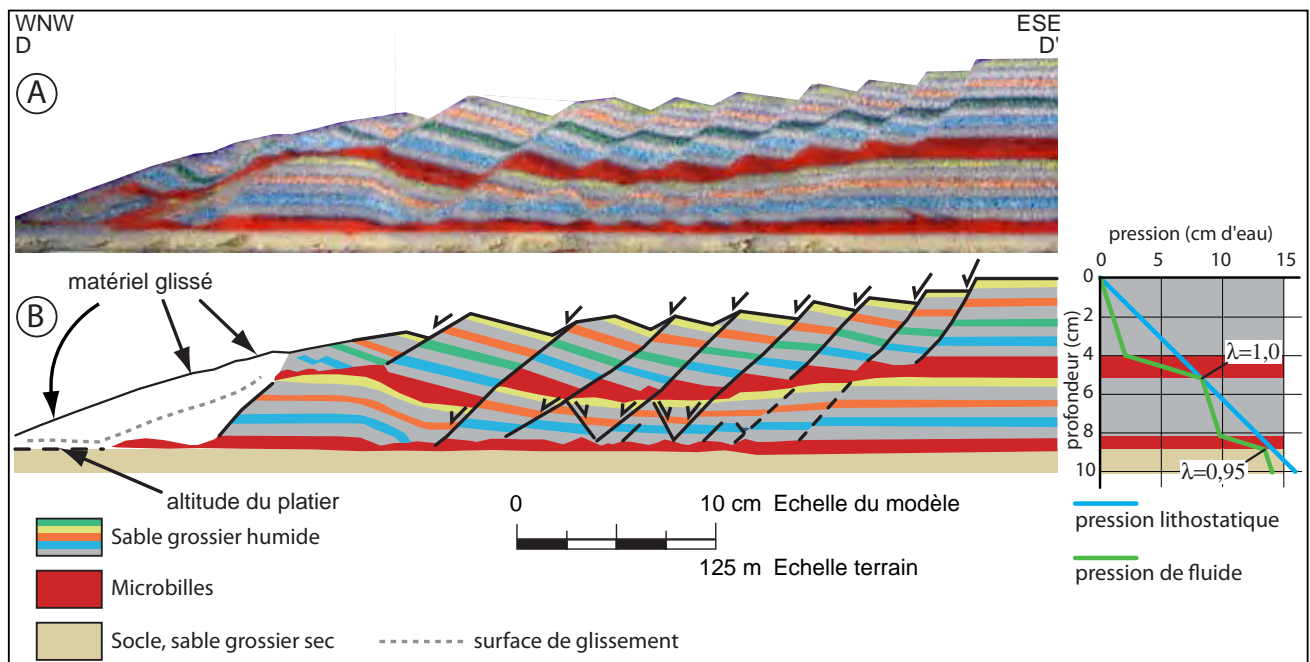 WNW
D
ESE
D'
A
matériel glissé
B
altitude du platier
pression (cm d'eau)
0 5 10 15
0
2
4
6
8
10
profondeur (cm)
λ=1,0
λ=0,95
pression lithostatique
pression de fluide
0 10 cm Echelle du modèle
125 m Echelle terrain
Sable grossier humide
Microbilles
Socle, sable grossier sec
surface de glissement